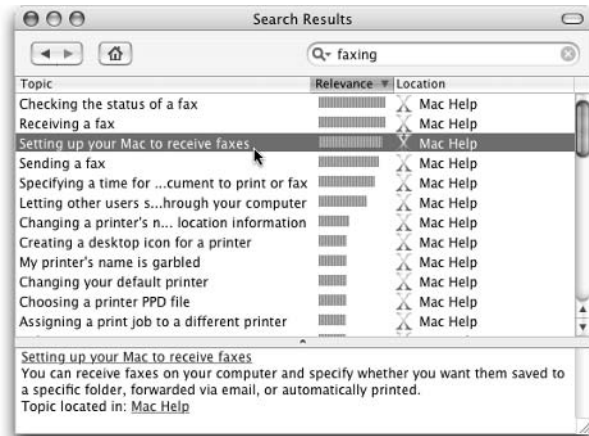 Search Results
faxing
Topic Relevance Location
Checking the status of a fax Mac Help
Receiving a fax Mac Help
Setting up your Mac to receive faxes Mac Help
Sending a fax Mac Help
Specifying a time for ...cument to print or fax Mac Help
Letting other users s...hrough your computer Mac Help
Changing a printer's n... location information Mac Help
Creating a desktop icon for a printer Mac Help
My printer's name is garbled Mac Help
Changing your default printer Mac Help
Choosing a printer PPD file Mac Help
Assigning a print job to a different printer Mac Help
Setting up your Mac to receive faxes
You can receive faxes on your computer and specify whether you want them saved to
a specific folder, forwarded via email, or automatically printed.
Topic located in: Mac Help